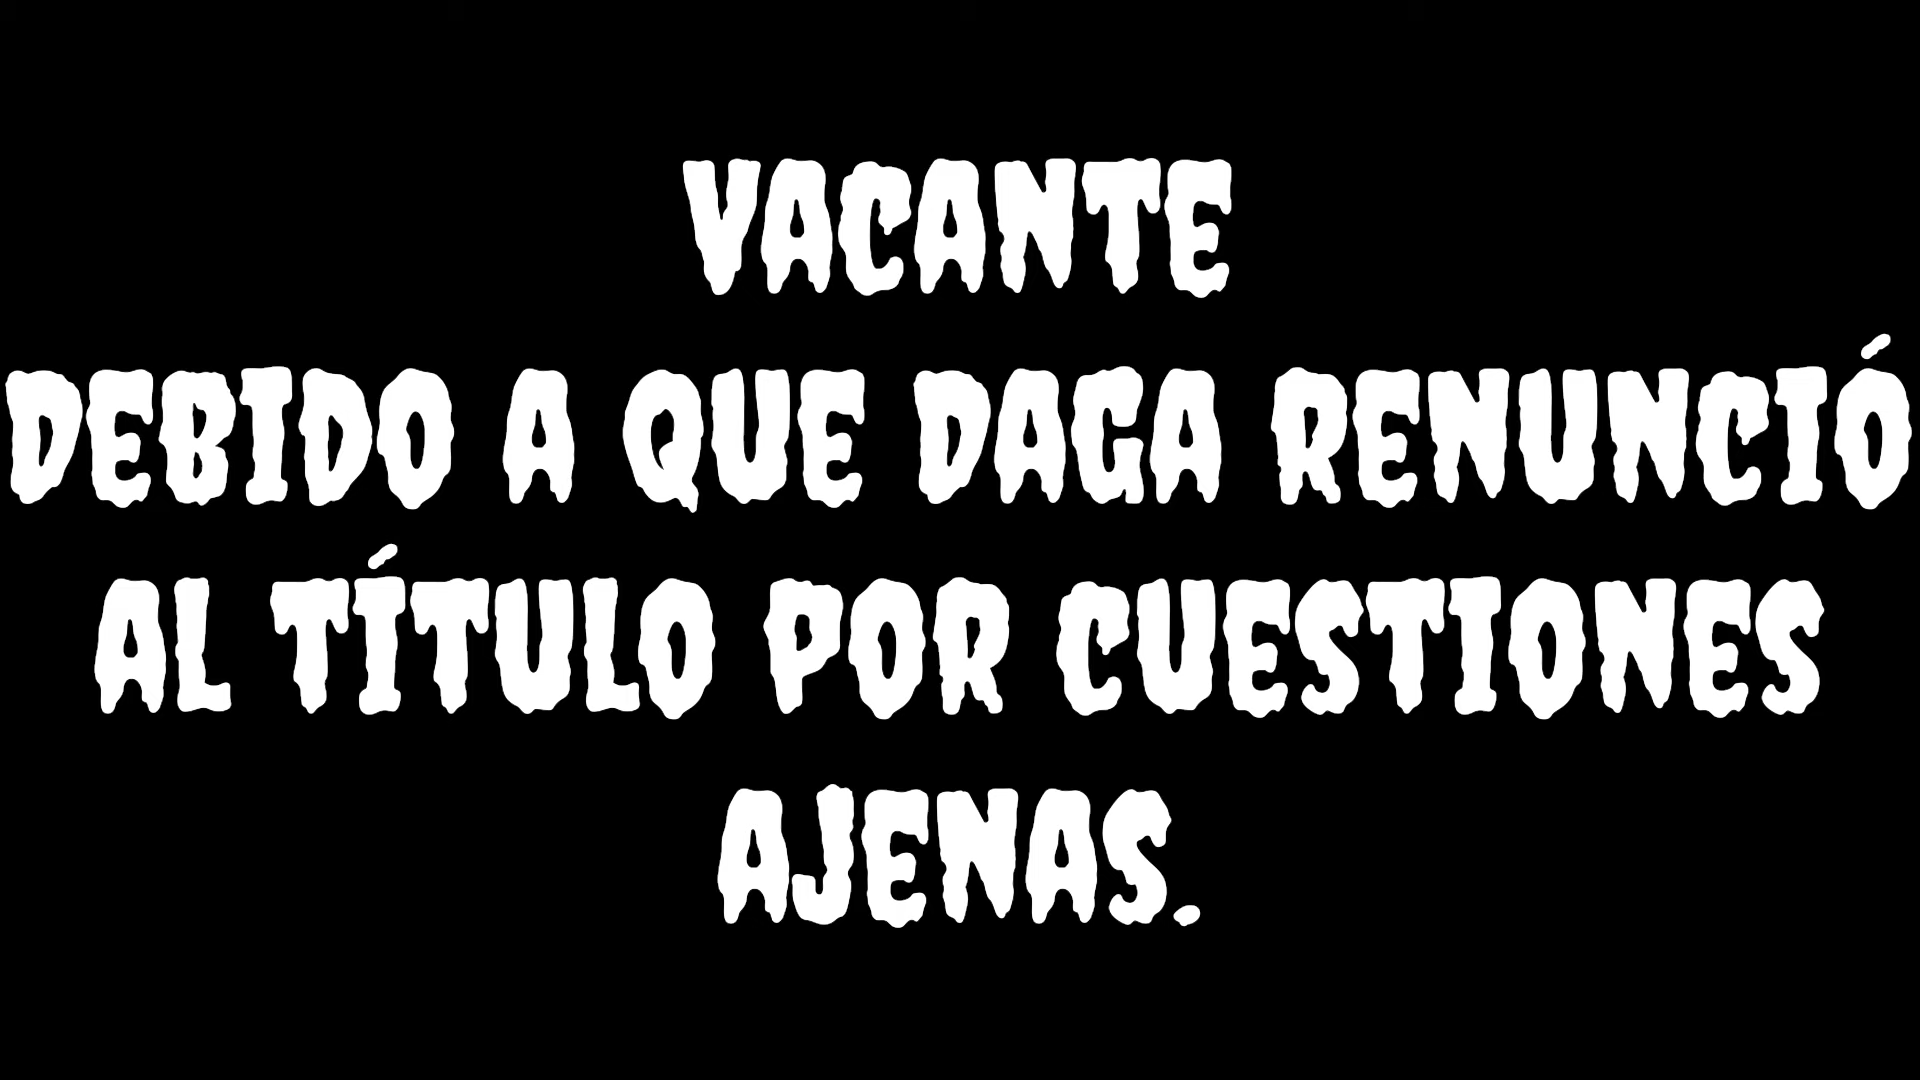 VACANTE
DEBIDO A QUE DAGA RENUNCIÓ
AL TÍTULO POR CUESTIONES
AJENAS.